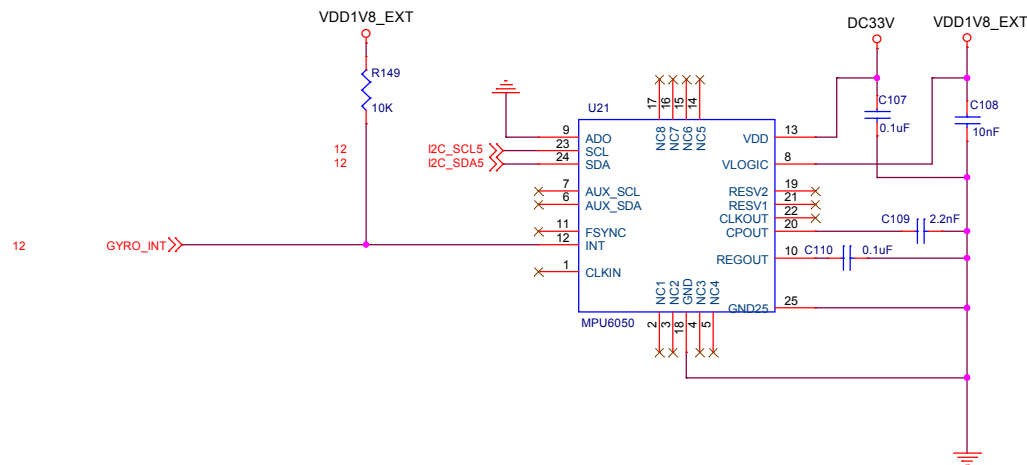 VDD1V8_EXT
DC33V
VDD1V8_EXT
R149
10K
C107
0.1uF
C108
10nF
U21
17
16
15
14
NC8
NC7
NC6
NC5
9
ADO
VDD
13
12
I2C_SCL5
23
SCL
12
I2C_SDA5
24
SDA
VLOGIC
8
7
AUX_SCL
RESV2
19
6
AUX_SDA
RESV1
21
CLKOUT
22
11
FSYNC
CPOUT
20
C109
2.2nF
12
GYRO_INT
12
INT
REGOUT
10
C110
0.1uF
1
CLKIN
NC1
NC2
GND
NC3
NC4
GND25
25
MPU6050
2
3
18
4
5